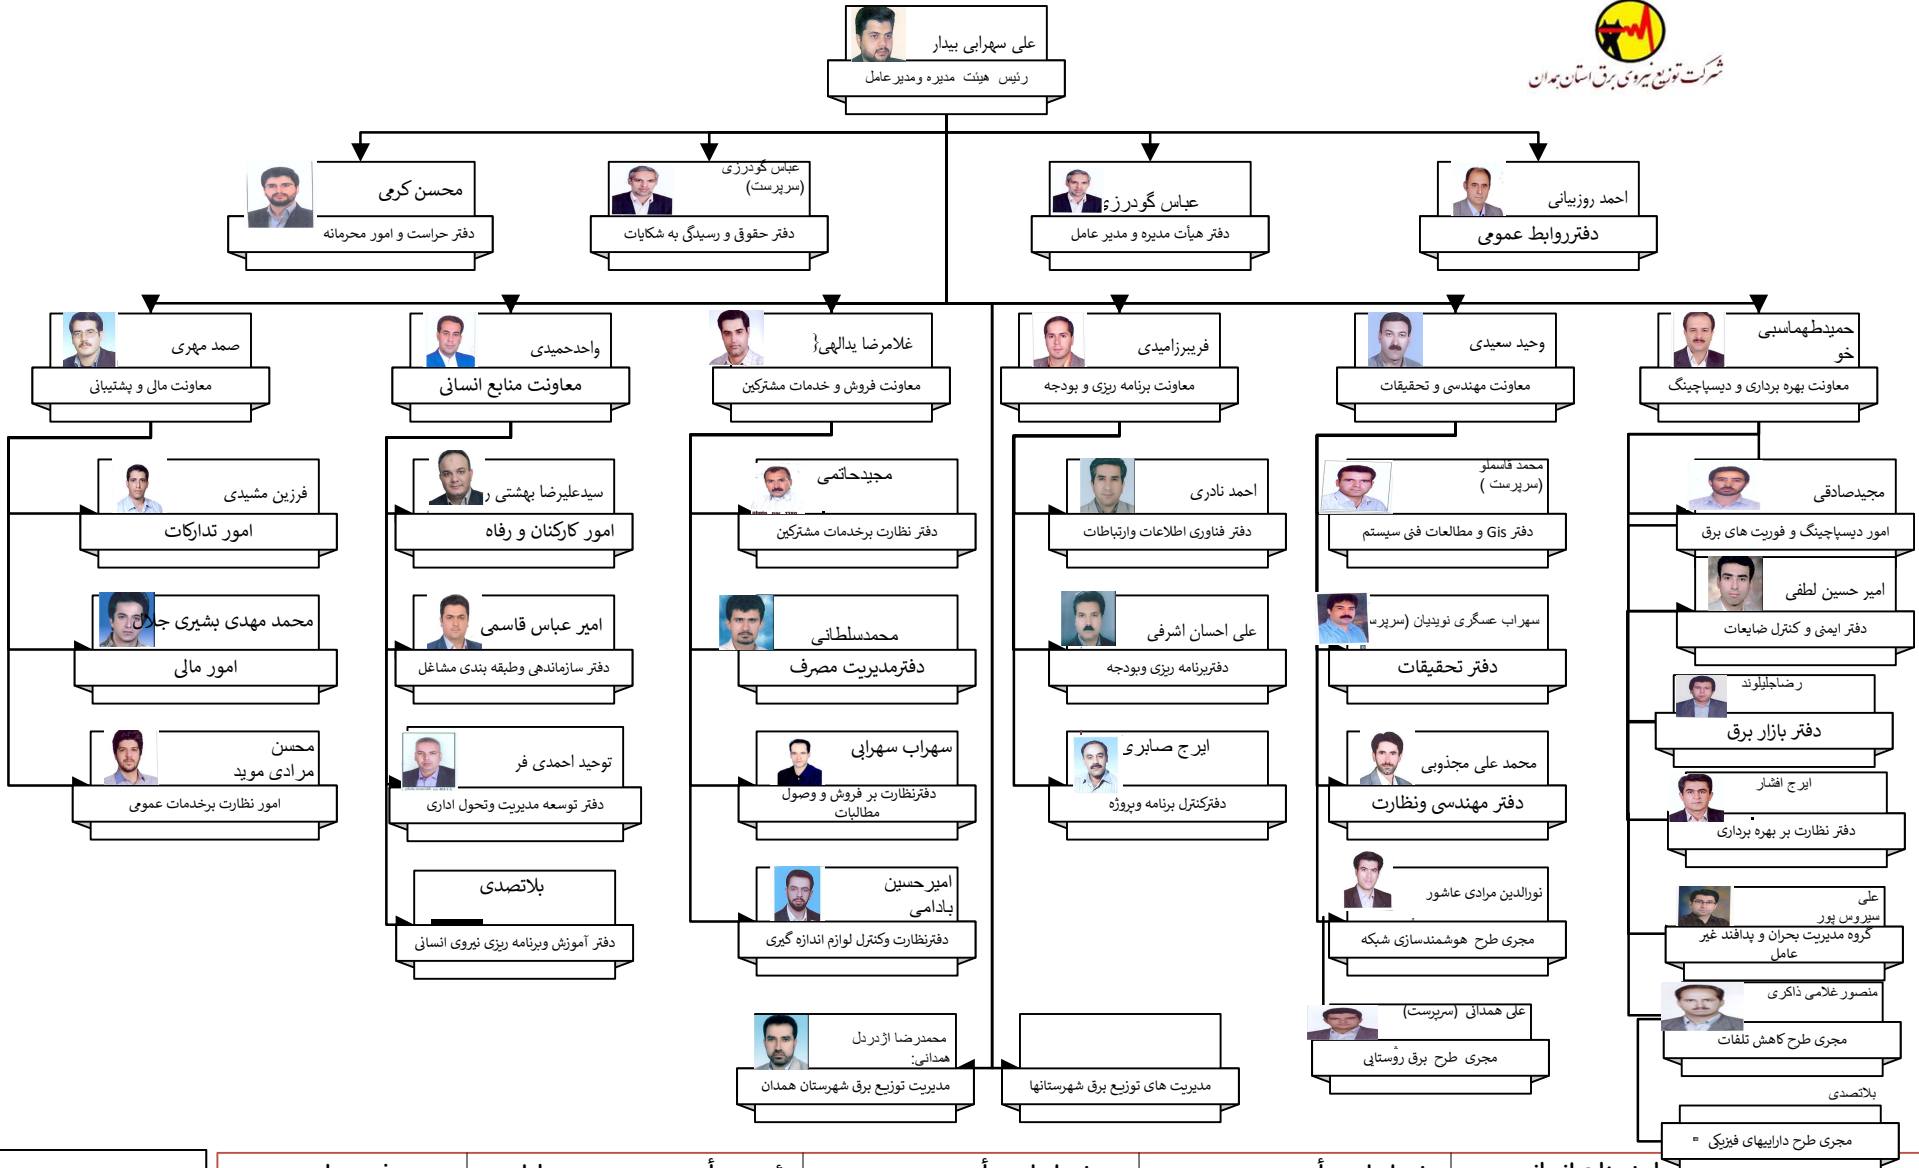 علی سهرابی بیدار
رئیس هیئت مدیره ومدیرعامل
شرکت توزیع نیروی برق استان همدان
احمد روزبیانی
دفترروابط عمومی
عباس گودرزی
دفتر هیأت مدیره و مدیر عامل
عباس گودرزی
(سرپرست)
دفتر حقوقی و رسیدگی به شکایات
محسن کرمی
دفتر حراست و امور محرمانه
حمیدطهماسبی
خو
معاونت بهره برداری و دیسپاچینگ
وحید سعیدی
معاونت مهندسی و تحقیقات
فریبرزامیدی
معاونت برنامه ریزی و بودجه
غلامرضا یدالهی{
معاونت فروش و خدمات مشترکین
واحدحمیدی
معاونت منابع انسانی
صمد مهری
معاونت مالی و پشتیبانی
مجیدصادقی
امور دیسپاچینگ و فوریت های برق
امیر حسین لطفی
دفتر ایمنی و کنترل ضایعات
رضاجلیلوند
دفتر بازار برق
ایرج افشار
دفتر نظارت بر بهره برداری
علی
سیروس پور
گروه مدیریت بحران و پدافند غیر
عامل
منصور غلامی ذاکری
مجری طرح کاهش تلفات
بلاتصدی
مجری طرح داراییهای فیزیکی
محمد قاسملو
(سرپرست )
دفتر Gis و مطالعات فنی سیستم
سهراب عسگری نویدیان (سرپرس
دفتر تحقیقات
محمد علی مجذوبی
دفتر مهندسی ونظارت
نورالدین مرادی عاشور
مجری طرح هوشمندسازی شبکه
علی همدانی (سرپرست)
مجری طرح برق روستایی
احمد نادری
دفتر فناوری اطلاعات وارتباطات
علی احسان اشرفی
دفتربرنامه ریزی وبودجه
ایرج صابری
دفترکنترل برنامه وپروژه
مجیدحاتمی
دفتر نظارت برخدمات مشترکین
محمدسلطانی
دفترمدیریت مصرف
سهراب سهرابی
دفترنظارت بر فروش و وصول
مطالبات
امیرحسین
بادامی
دفترنظارت وکنترل لوازم اندازه گیری
سیدعلیرضا بهشتی ر
امور کارکنان و رفاه
امیر عباس قاسمی
دفتر سازماندهی وطبقه بندی مشاغل
توحید احمدی فر
دفتر توسعه مدیریت وتحول اداری
بلاتصدی
دفتر آموزش وبرنامه ریزی نیروی انسانی
فرزین مشیدی
امور تدارکات
محمد مهدی بشیری جلال
امور مالی
محسن
مرادی موید
امور نظارت برخدمات عمومی
مدیریت های توزیع برق شهرستانها
محمدرضا اژدردل
همدانی:
مدیریت توزیع برق شهرستان همدان